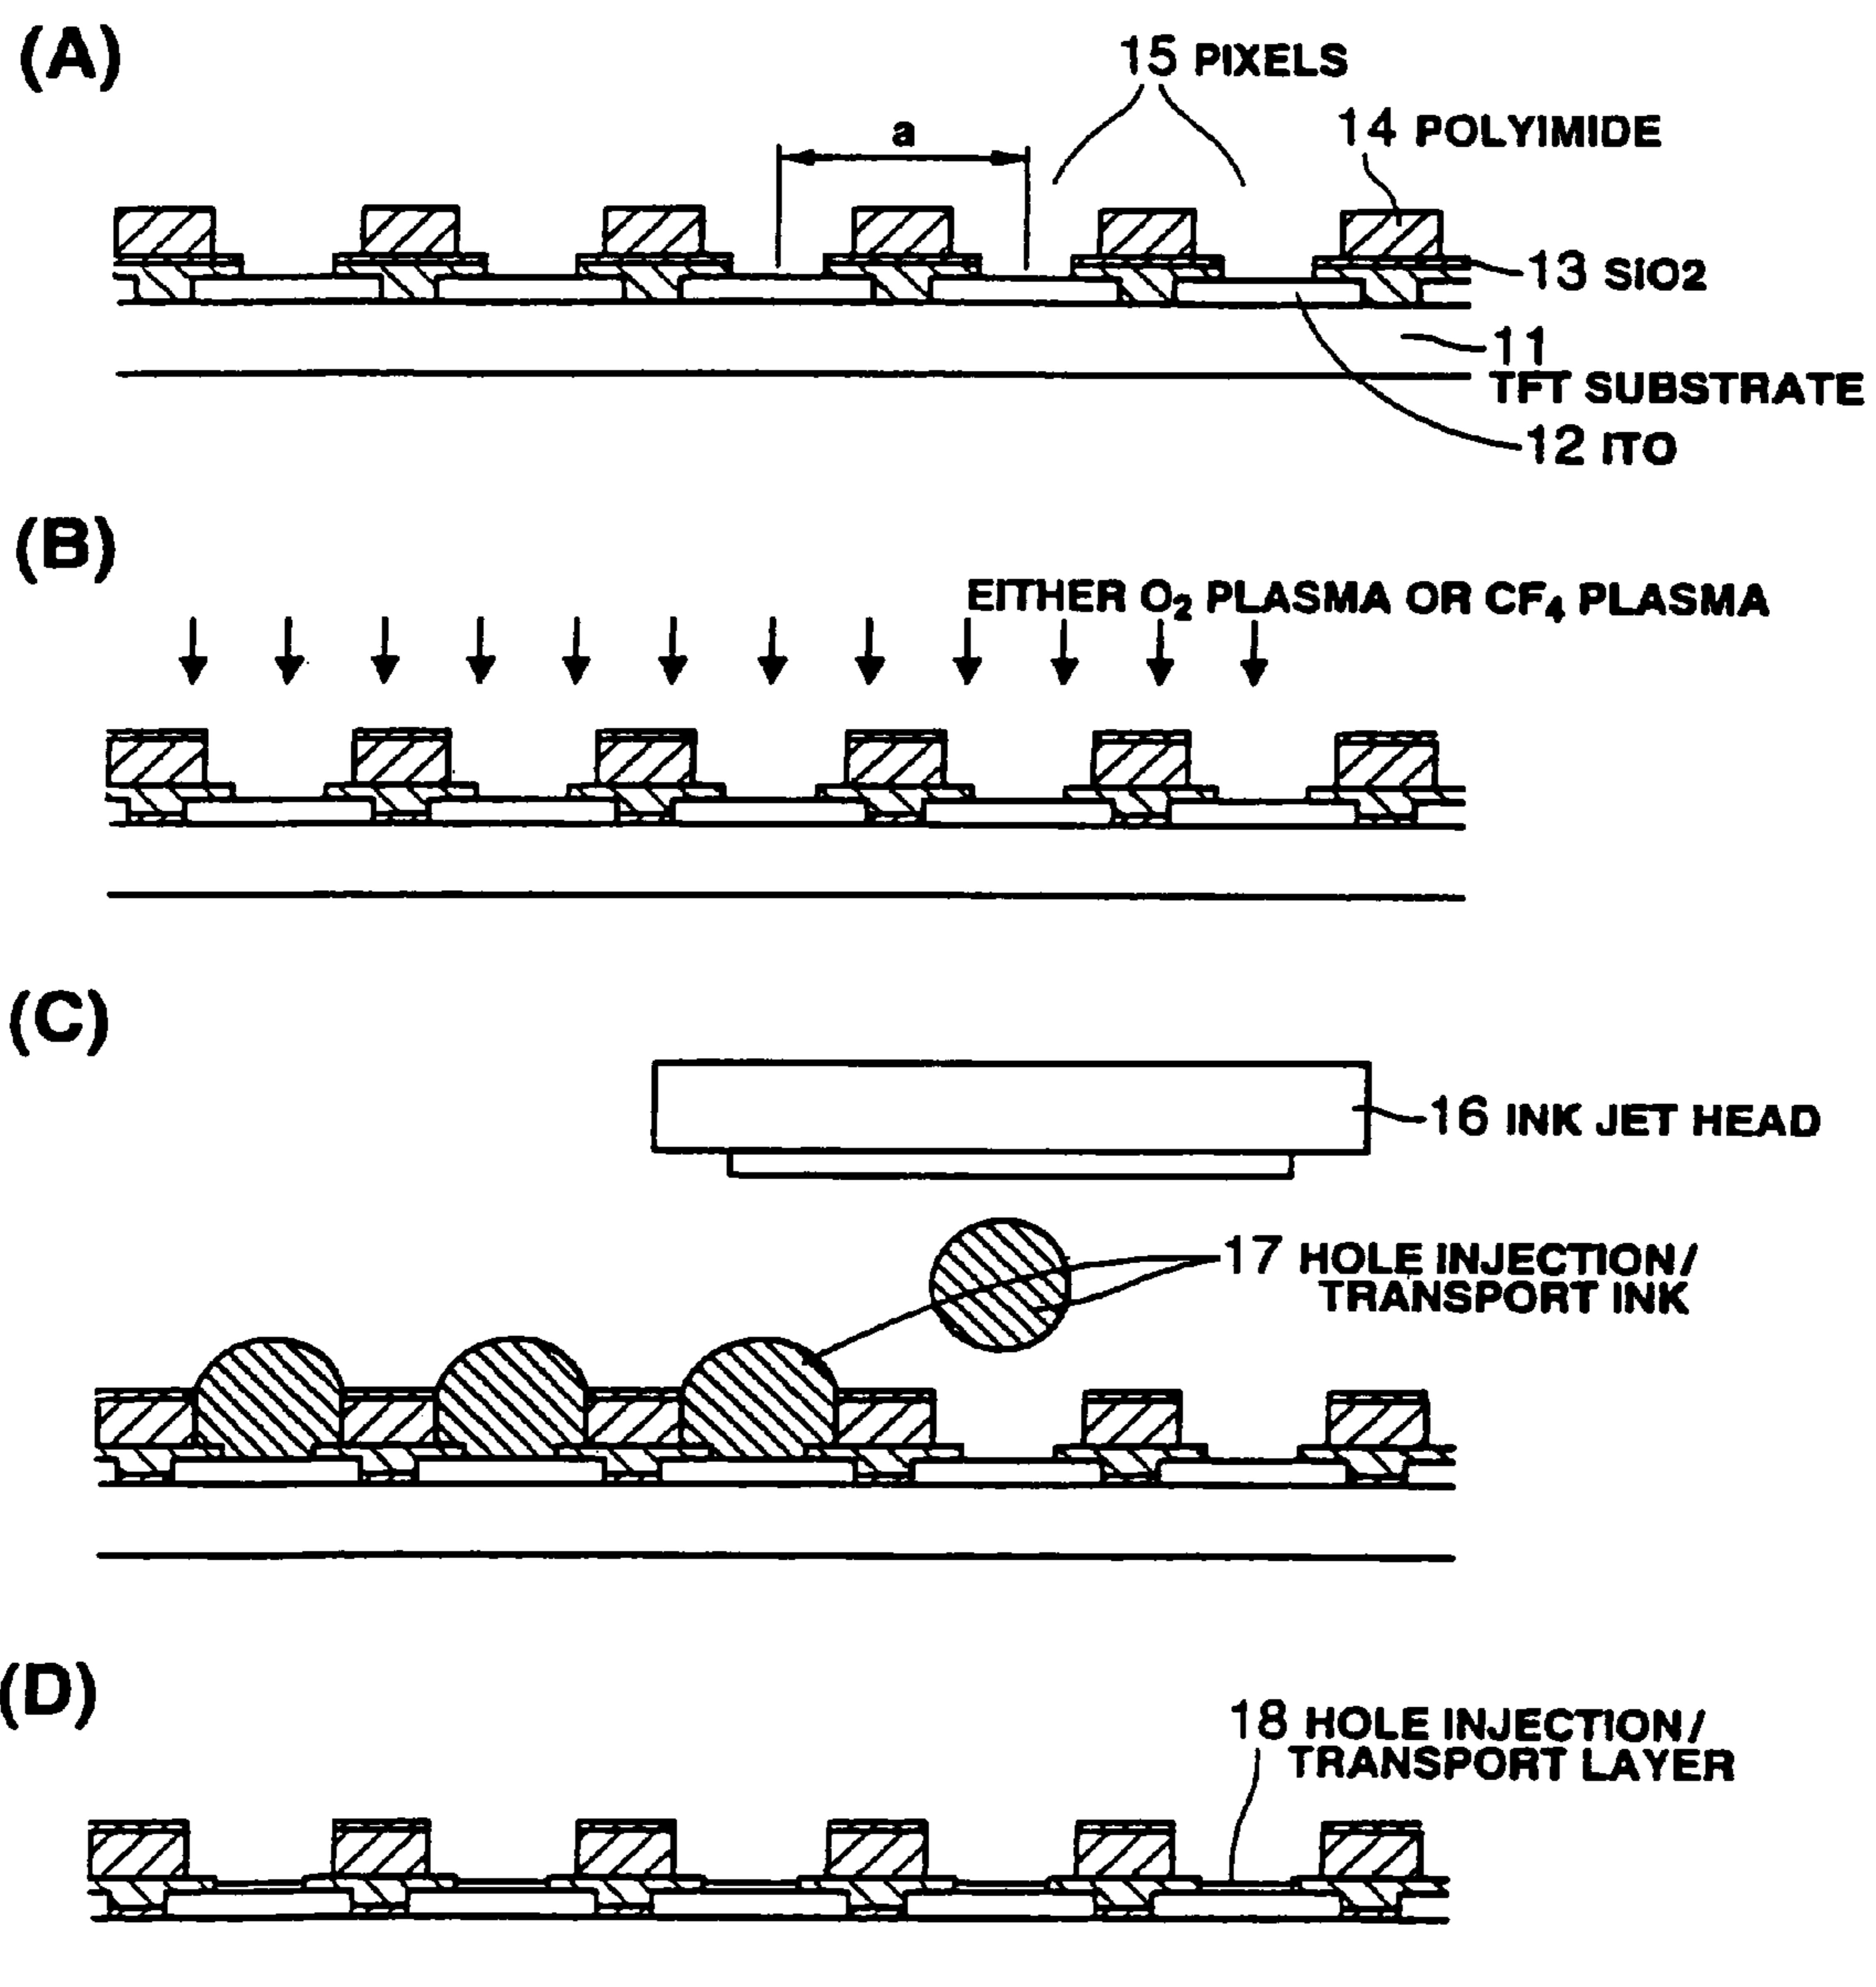 (A)
15 PIXELS
a
14 POLYIMIDE
13 SiO2
11
TFT SUBSTRATE
12 ITO
(B)
EITHER O2 PLASMA OR CF4 PLASMA
(C)
16 INK JET HEAD
17 HOLE INJECTION/
TRANSPORT INK
(D)
18 HOLE INJECTION/
TRANSPORT LAYER